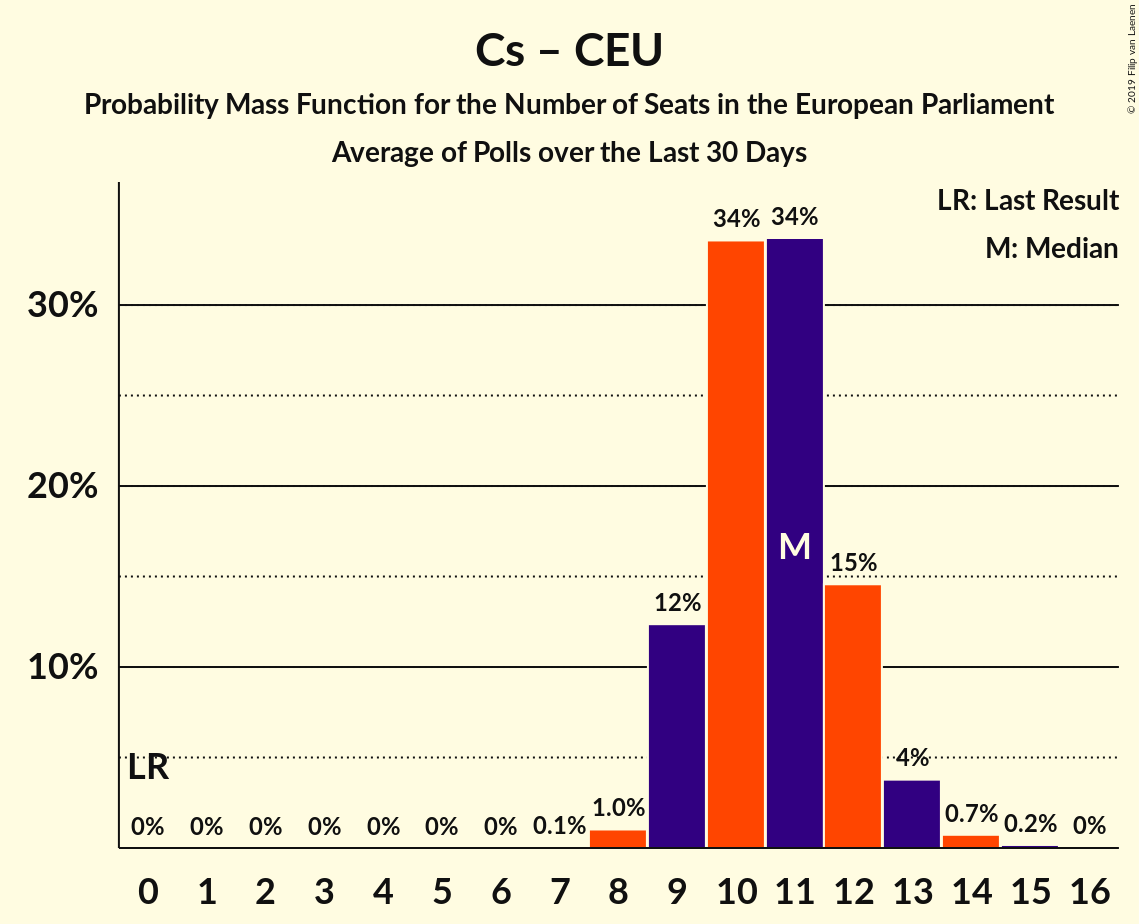 Cs – CEU
Probability Mass Function for the Number of Seats in the European Parliament
Average of Polls over the Last 30 Days
© 2019 Filip van Laenen
LR: Last Result
M: Median
34% 34%
30%
20%
M
15%
12%
10%
LR
4%
0% 0% 0% 0% 0% 0% 0% 0.1% 1.0% 0.7% 0.2% 0%
0 1 2 3 4 5 6 7 8 9 10 11 12 13 14 15 16